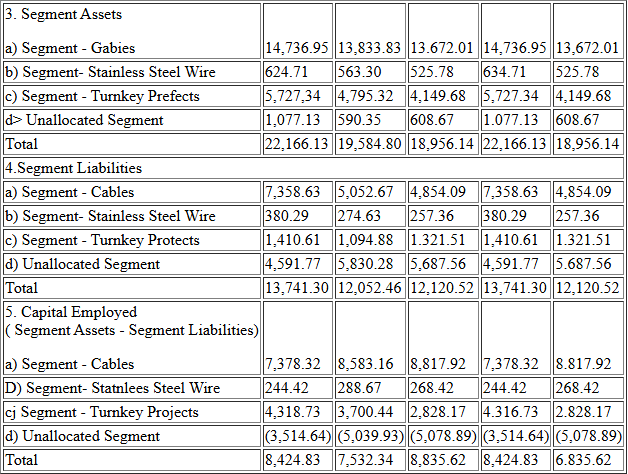 3. Segment Assets
a) Segment - Gabies 14,736.95 13,833.83 13.672.01 14,736.95 13,672.01
b) Segment- Stainless Steel Wire 624.71 563.30 525.78 634.71 525.78
c) Segment - Turnkey Prefects 5,727,34 4,795.32 4,149.68 5,727.34 4,149.68
d> Unallocated Segment 1,077.13 590.35 608.67 1.077.13 608.67
Total 22,166.13 19,584.80 18,956.14 22,166.13 18,956.14
4.Segment Liabilities
a) Segment - Cables 7,358.63 5,052.67 4,854.09 7,358.63 4,854.09
b) Segment- Stainless Steel Wire 380.29 274.63 257.36 380.29 257.36
c) Segment - Turnkey Protects 1,410.61 1,094.88 1.321.51 1,410.61 1.321.51
d) Unallocated Segment 4,591.77 5,830.28 5,687.56 4,591.77 5.687.56
Total 13,741.30 12,052.46 12,120.52 13,741.30 12,120.52
5. Capital Employed
( Segment Assets - Segment Liabilities)
a) Segment - Cables 7,378.32 8,583.16 8,817.92 7,378.32 8.817.92
D) Segment- Statnlees Steel Wire 244.42 288.67 268.42 244.42 268.42
cj Segment - Turnkey Projects 4,318.73 3,700.44 2,828.17 4.316.73 2.828.17
d) Unallocated Segment (3,514.64) (5,039.93) (5,078.89) (3,514.64) (5,078.89)
Total 8,424.83 7,532.34 8,835.62 8,424.83 6.835.62